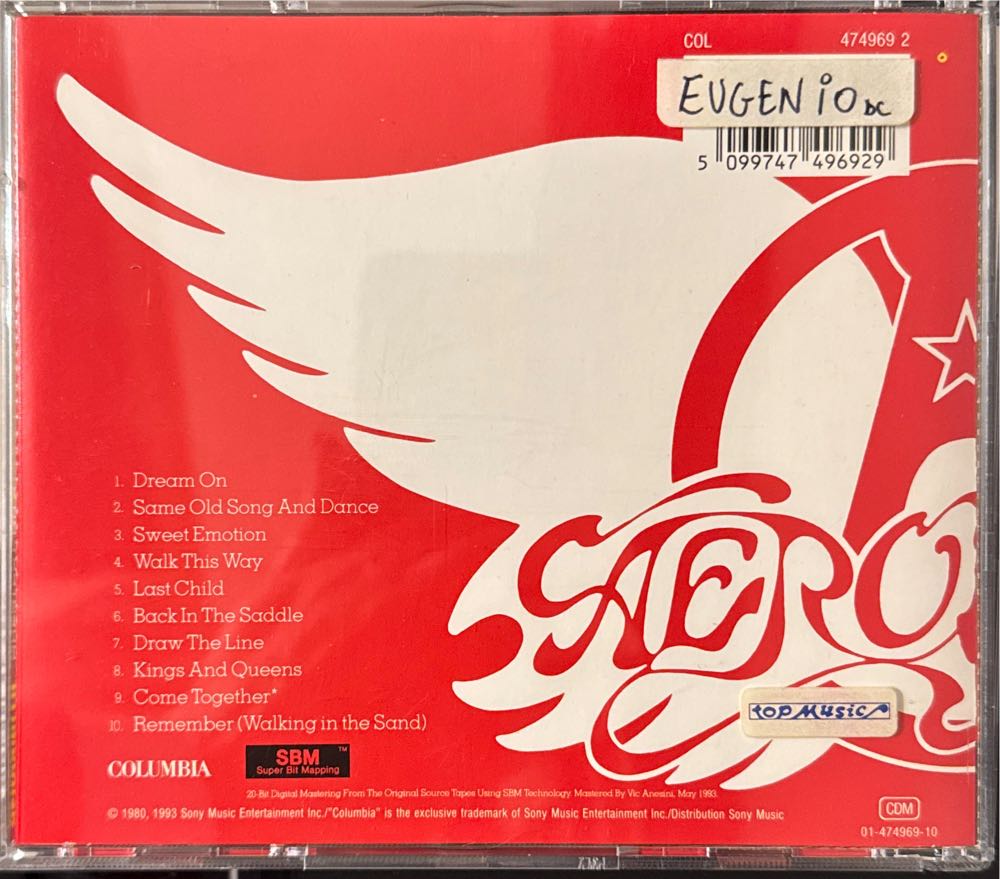 COL 474969 2
EUGENIO DC
5 099747 496929
1. Dream On
2. Same Old Song And Dance
3. Sweet Emotion
4. Walk This Way
5. Last Child
6. Back In The Saddle
7. Draw The Line
8. Kings And Queens
9. Come Together*
10. Remember (Walking in the Sand)
AERO
TOP MUSIC
COLUMBIA
SBM™
Super Bit Mapping
20-Bit Digital Mastering From The Original Source Tapes Using SBM Technology. Mastered By Vic Anesini, May 1993.
© 1980, 1993 Sony Music Entertainment Inc./"Columbia" is the exclusive trademark of Sony Music Entertainment Inc./Distribution Sony Music
CDM
01-474969-10